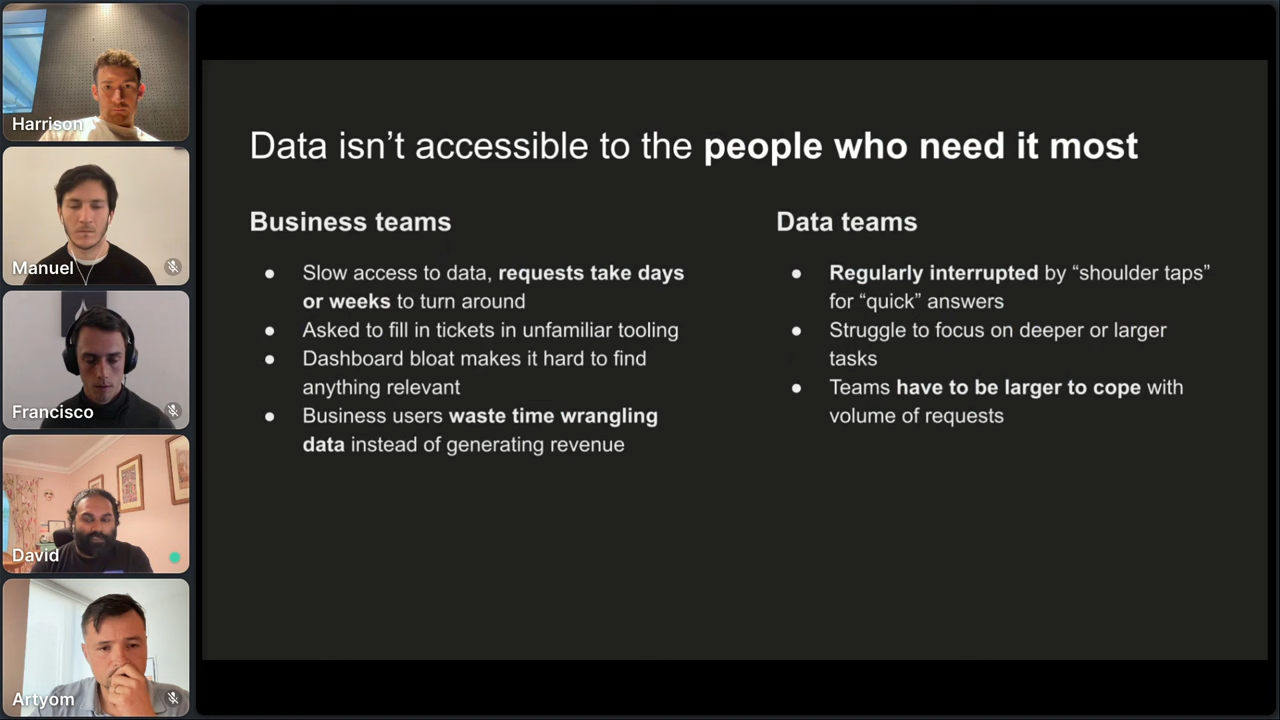 Harrison
Manuel
Francisco
David
Artyom
Data isn’t accessible to the people who need it most
Business teams
● Slow access to data, requests take days
or weeks to turn around
● Asked to fill in tickets in unfamiliar tooling
● Dashboard bloat makes it hard to find
anything relevant
● Business users waste time wrangling
data instead of generating revenue
Data teams
● Regularly interrupted by “shoulder taps”
for “quick” answers
● Struggle to focus on deeper or larger
tasks
● Teams have to be larger to cope with
volume of requests